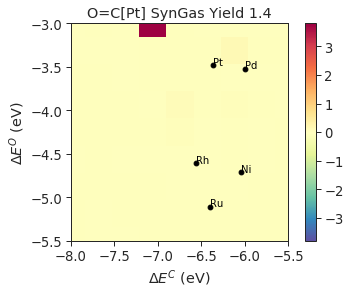 O=C[Pt] SynGas Yield 1.4
ΔE^O (eV)
−3.0
−3.5
−4.0
−4.5
−5.0
−5.5
Pt
Pd
Rh
Ni
Ru
−8.0 −7.5 −7.0 −6.5 −6.0 −5.5
ΔE^C (eV)
3
2
1
0
−1
−2
−3